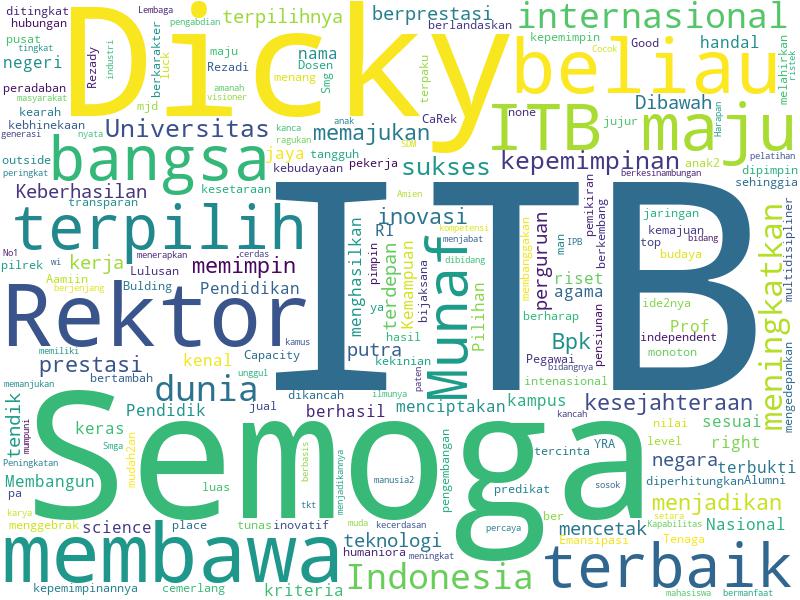 ditingkat
Lembaga
Dicky
berprestasi
internasional
hubungan
pengabdian
terpilihnya
berlandaskan
pusat
tingkat
industri
berkarakter
luck
maju
nama
kepemimpin
Good
handal
negeri
Rezady
Rezadi
Dosen
Smg
terpaku
beliau
Cocok
melahirkan
ristek
peradaban
masyarakat
amanah
visioner
menang
mjd
CaRek
none
Dibawah
Harapan
kearah
kebhinekaan
Universitas
anak
kanca
memajukan
ITB maju
jujur
generasi
nyata
ragukan
SDM
outside
bangsa
jaya
tangguh
pekerja
sukses
kepemimpinan
anak2
pelatihan
dipimpin
peringkat
kebudayaan
berkesinambungan
sehinggia
Keberhasilan
kesetaraan
transparan
ITB
Amien
terpilih
inovasi
RI
kompetensi
menjabat
membanggakan
perguruan
man
IPB
pemikiran
berkembang
jaringan
kemajuan
top
bidang
budaya
multidisipliner
No1
wi
menerapkan
cerdas
pilrek
kerja
Lulusan
memimpin
menghasilkan
pimpin
terdepan
Kemampuan
bijaksana
Munaf
dibidang
Pilihan
riset
agama
Aamiin
berjenjang
Bulding
Pendidikan
ya
berharap
pensiunan
ide2nya
Prof
meningkatkan
mengedepankan
Rektor
kamus
hasil
Bpk
Pegawai
bidangnya
independent
monoton
memiliki
putra
kekinian
paten
prestasi
kenal
Capacity
unggul
intenasional
memanjukan
bertambah
dunia
dikancah
ilmunya
tendik
mumpuni
Pendidik
jual
berhasil
menciptakan
kampus
kesejahteraan
kancah
Semoga
keras
Smga
mudah2an
nilai
sesuai
YRA
level
right
Peningkatan
luas
berbasis
menjadikannya
pengembangan
tercinta
negara
terbukti
Membangun
manusia2
predikat
sosok
diperhitungkan
Alumni
pa
tkt
menjadikan
karya
ber
setara
menggebrak
science
place
tunas
inovatif
muda
kecerdasan
percaya
mencetak
Emansipasi
Kapabilitas
Nasional
membawa
teknologi
Tenaga
humaniora
meningkat
terbaik
Indonesia
kepemimpinannya
cemerlang
kriteria
mahasiswa
bermanfaat